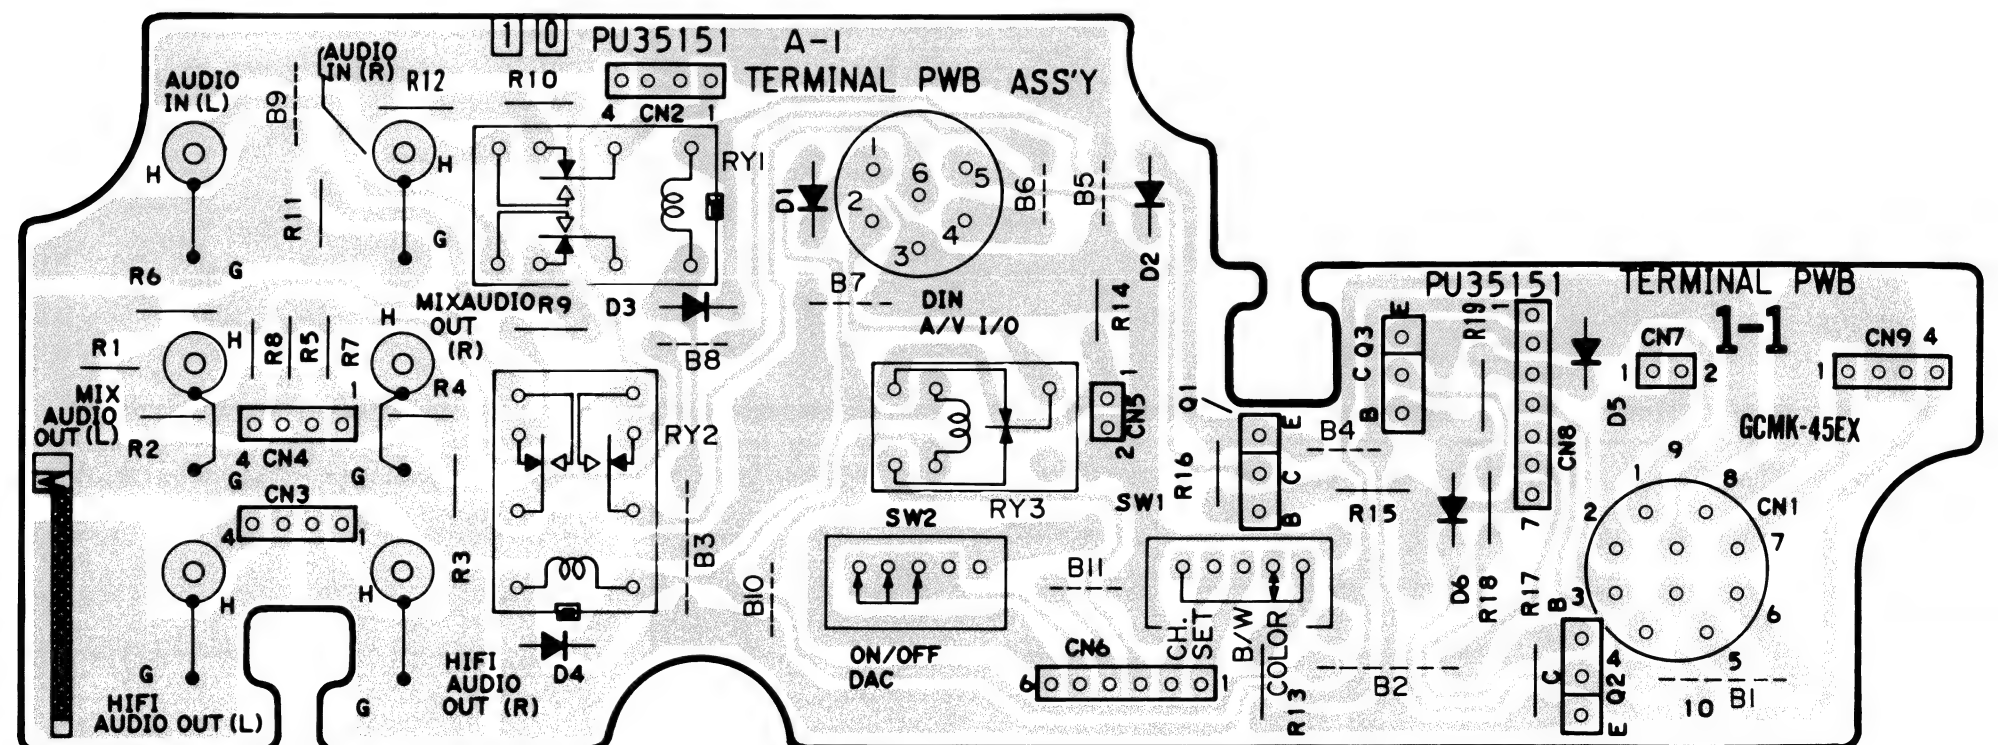 1 0 PU35151 A-1
TERMINAL PWB ASS'Y
AUDIO
IN (L)
B9
(AUDIO
IN (R)
R12
R10
4 CN2 1
H
H
RY1
R11
G
G
D1
1
2
3
4
5
6
B6
B5
D2
R6
MIXAUDIO
OUT
(R)
R9
D3
B7
DIN
A/V I/O
R14
PU35151
TERMINAL PWB
1-1
R1
H
R8
R5
R7
H
B8
E
C Q3
B
R19
1
CN7
1 2
D5
CN9 4
1
MIX
AUDIO
OUT (L)
R2
1
R4
4 CN4
G
G
RY2
1
CN5
2
Q1
E
C
B
R16
B4
R15
CN8
7
GCMK-45EX
M
CN3
4 1
R3
B3
RY3
SW2
SW1
9
1
8
2
CN1
7
3
6
4
5
10
H
H
B10
B11
D6
R18
R17
B
C
Q2
E
G
HIFI
AUDIO OUT (L)
G
HIFI
AUDIO
OUT (R)
D4
ON/OFF
DAC
CH.
SET
B/W
COLOR
CN6
6 1
R13
B2
B1